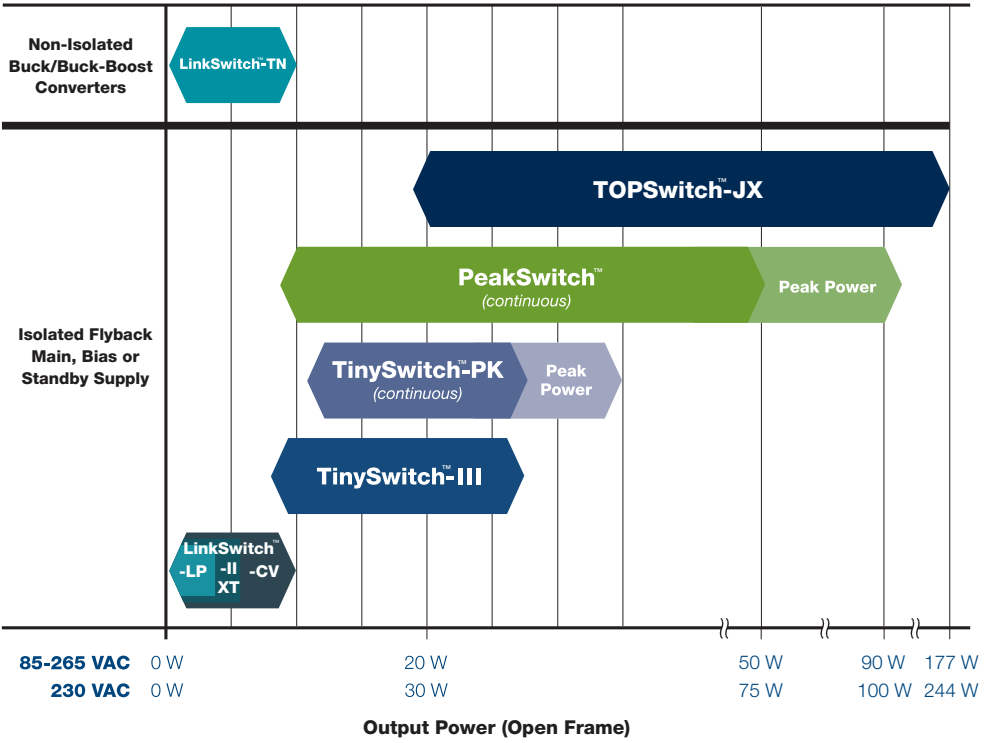 Non-Isolated
Buck/Buck-Boost
Converters
LinkSwitch™-TN
TOPSwitch™-JX
PeakSwitch™
(continuous)
Peak Power
Isolated Flyback
Main, Bias or
Standby Supply
TinySwitch™-PK
(continuous)
Peak
Power
TinySwitch™-III
LinkSwitch™
-LP -II -CV
XT
85-265 VAC 0 W 20 W 50 W 90 W 177 W
230 VAC 0 W 30 W 75 W 100 W 244 W
Output Power (Open Frame)